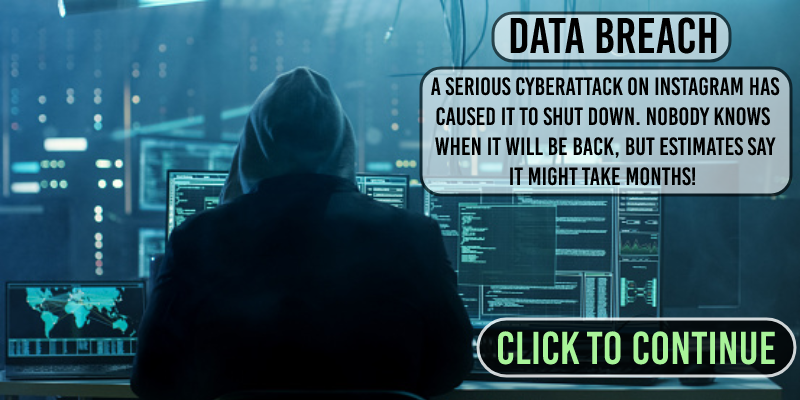 DATA BREACH
A SERIOUS CYBERATTACK ON INSTAGRAM HAS
CAUSED IT TO SHUT DOWN. NOBODY KNOWS
WHEN IT WILL BE BACK, BUT ESTIMATES SAY
IT MIGHT TAKE MONTHS!
CLICK TO CONTINUE